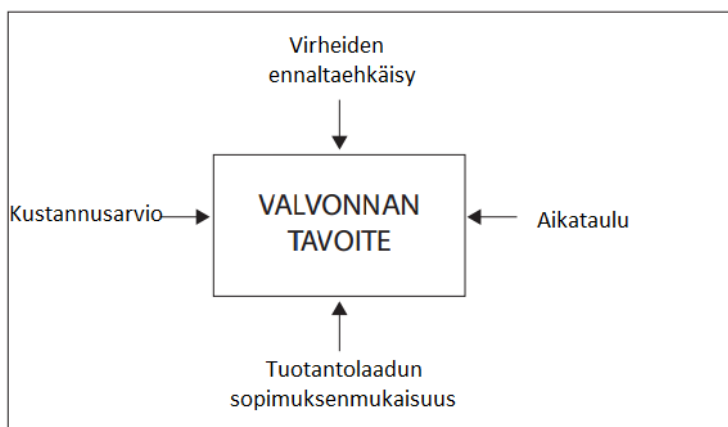 Virheiden
ennaltaehkäisy
Kustannusarvio
VALVONNAN
TAVOITE
Aikataulu
Tuotantolaadun
sopimuksenmukaisuus